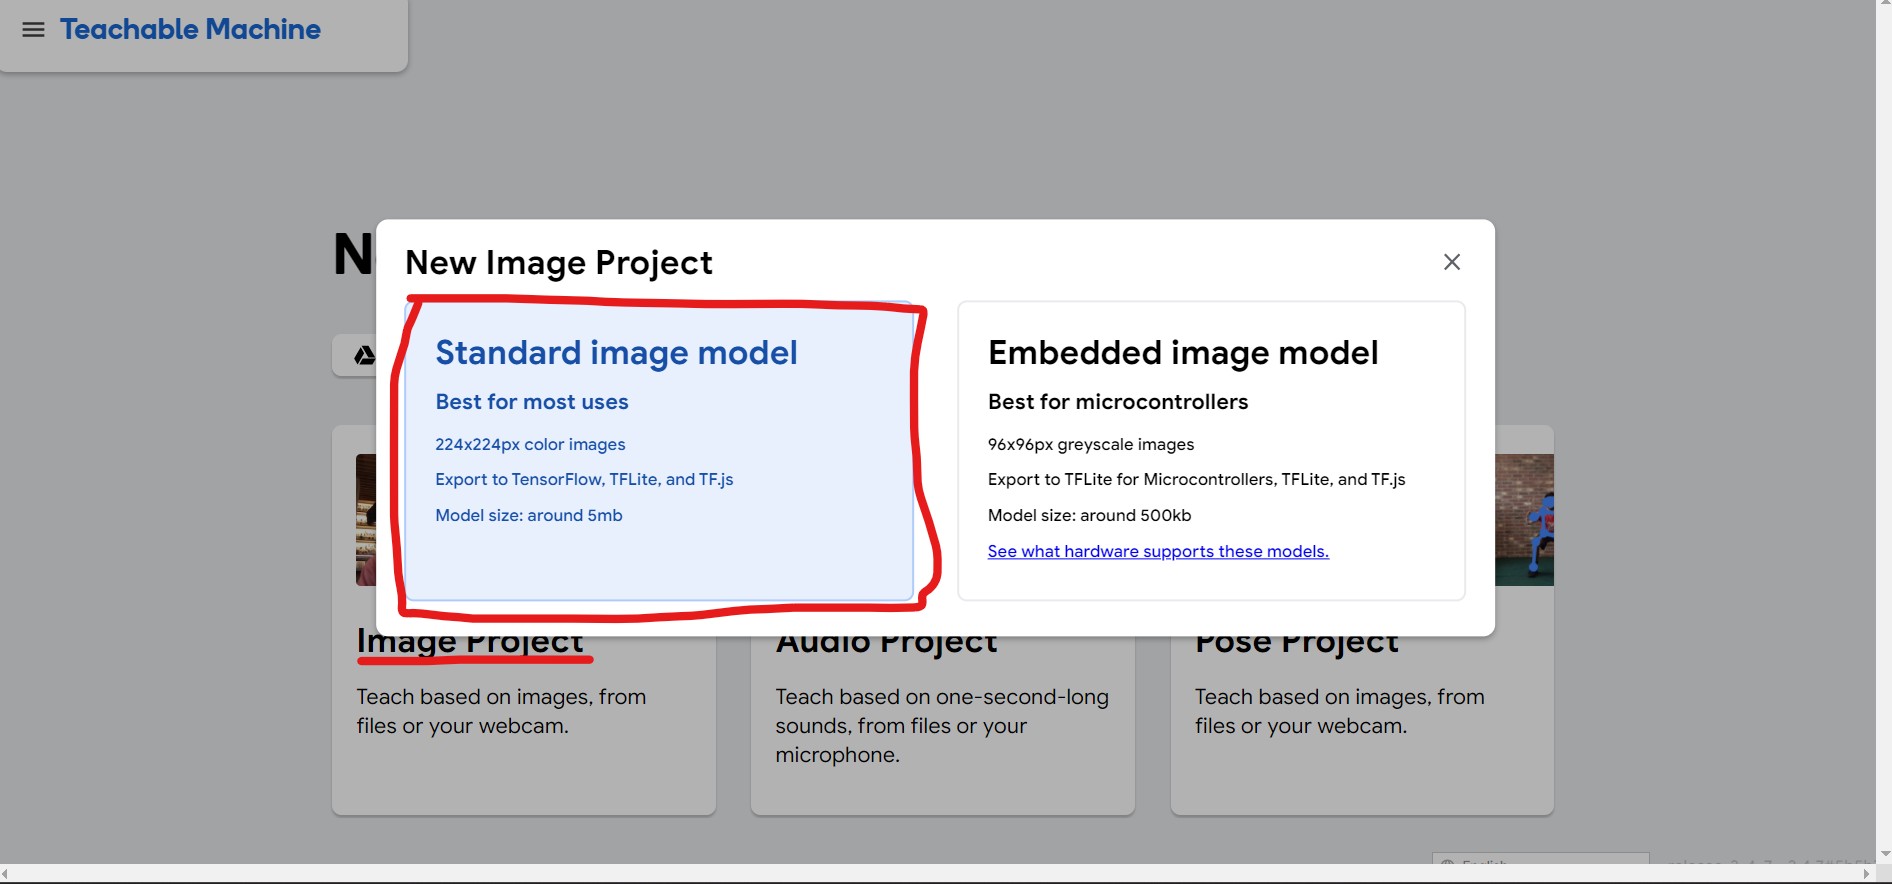 Teachable Machine
N
New Image Project
Standard image model
Best for most uses
224x224px color images
Export to TensorFlow, TFLite, and TF.js
Model size: around 5mb
Embedded image model
Best for microcontrollers
96x96px greyscale images
Export to TFLite for Microcontrollers, TFLite, and TF.js
Model size: around 500kb
See what hardware supports these models.
Image Project
Teach based on images, from
files or your webcam.
Audio Project
Teach based on one-second-long
sounds, from files or your
microphone.
Pose Project
Teach based on images, from
files or your webcam.
English